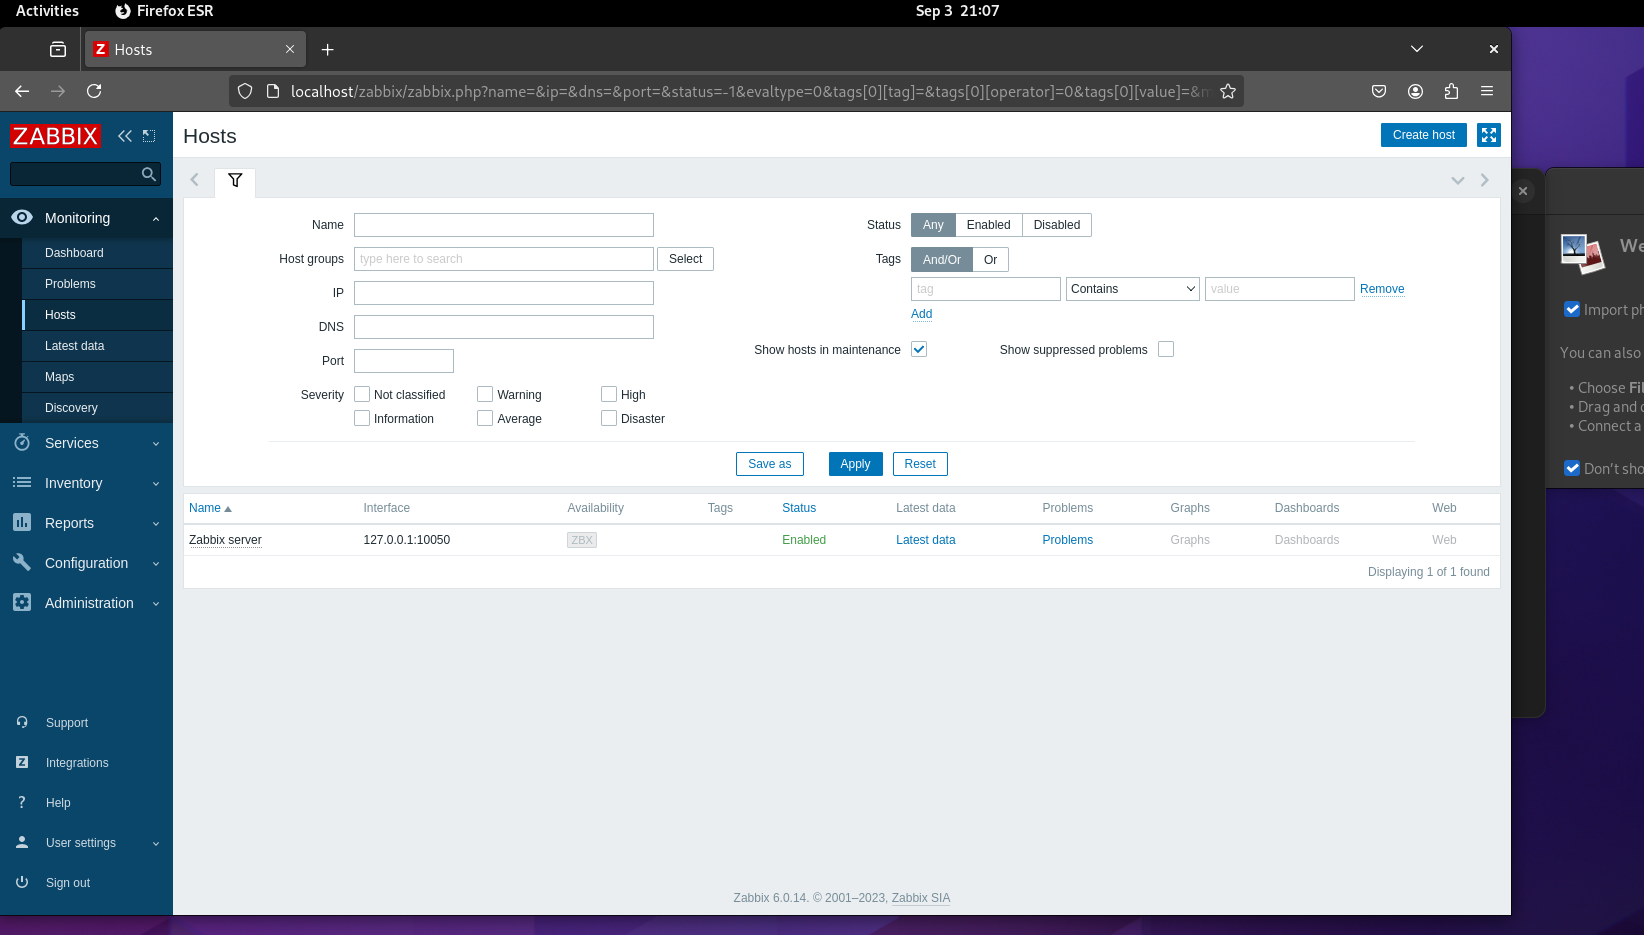 Activities Firefox ESR Sep 3 21:07
Z Hosts
localhost/zabbix/zabbix.php?name=&ip=&dns=&port=&status=-1&evaltype=0&tags[0][tag]=&tags[0][operator]=0&tags[0][value]=&m
ZABBIX
Hosts
Create host
Monitoring
Dashboard
Problems
Hosts
Latest data
Maps
Discovery
Services
Inventory
Reports
Configuration
Administration
Support
Z Integrations
? Help
User settings
Sign out
Name
Host groups type here to search Select
IP
DNS
Port
Severity Not classified Warning High
Information Average Disaster
Status Any Enabled Disabled
Tags And/Or Or
tag Contains value Remove
Add
Show hosts in maintenance Show suppressed problems
Save as Apply Reset
Name Interface Availability Tags Status Latest data Problems Graphs Dashboards Web
Zabbix server 127.0.0.1:10050 ZBX Enabled Latest data Problems Graphs Dashboards Web
Displaying 1 of 1 found
Zabbix 6.0.14. © 2001–2023, Zabbix SIA
We
Import ph
You can also
• Choose Fil
• Drag and d
• Connect a
Don't sho